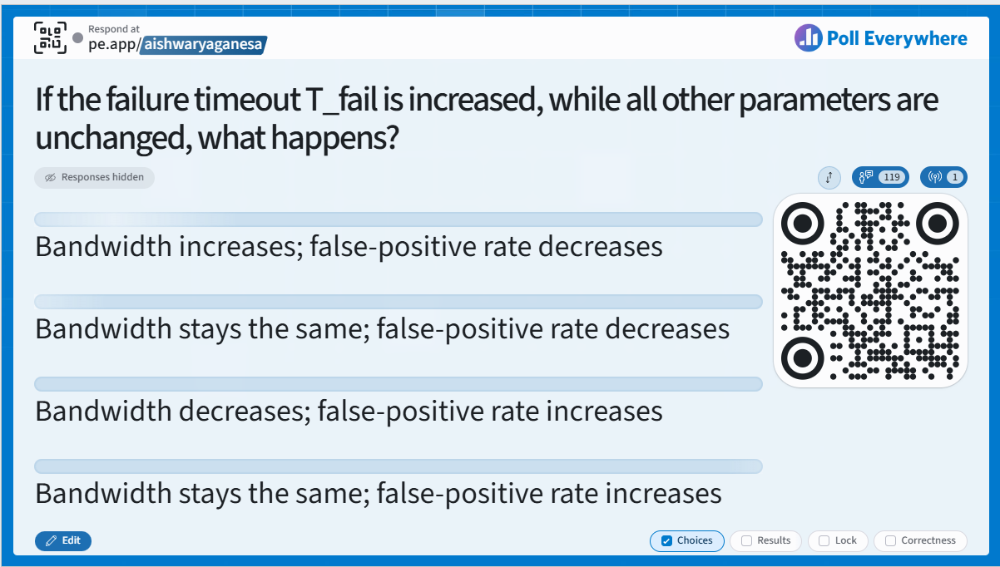 Respond at
pe.app/aishwaryaganesa
Poll Everywhere
If the failure timeout T_fail is increased, while all other parameters are
unchanged, what happens?
Responses hidden
119
1
Bandwidth increases; false-positive rate decreases
Bandwidth stays the same; false-positive rate decreases
Bandwidth decreases; false-positive rate increases
Bandwidth stays the same; false-positive rate increases
Edit
Choices
Results
Lock
Correctness